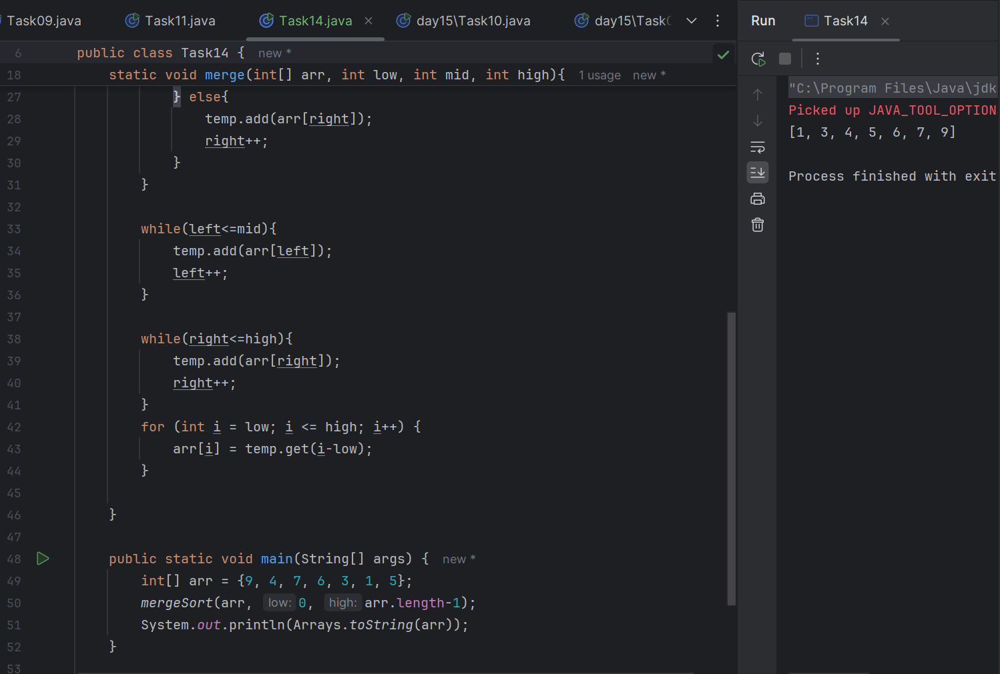 Task09.java Task11.java Task14.java day15\Task10.java day15\Task
6 public class Task14 { new *
18 static void merge(int[] arr, int low, int mid, int high){ 1 usage new *
27 } else{
28 temp.add(arr[right]);
29 right++;
30 }
31 }
32
33 while(left<=mid){
34 temp.add(arr[left]);
35 left++;
36 }
37
38 while(right<=high){
39 temp.add(arr[right]);
40 right++;
41 }
42 for (int i = low; i <= high; i++) {
43 arr[i] = temp.get(i-low);
44 }
45
46 }
47
48 public static void main(String[] args) { new *
49 int[] arr = {9, 4, 7, 6, 3, 1, 5};
50 mergeSort(arr, low: 0, high: arr.length-1);
51 System.out.println(Arrays.toString(arr));
52 }
53
Run Task14
"C:\Program Files\Java\jdk
Picked up JAVA_TOOL_OPTION
[1, 3, 4, 5, 6, 7, 9]
Process finished with exit